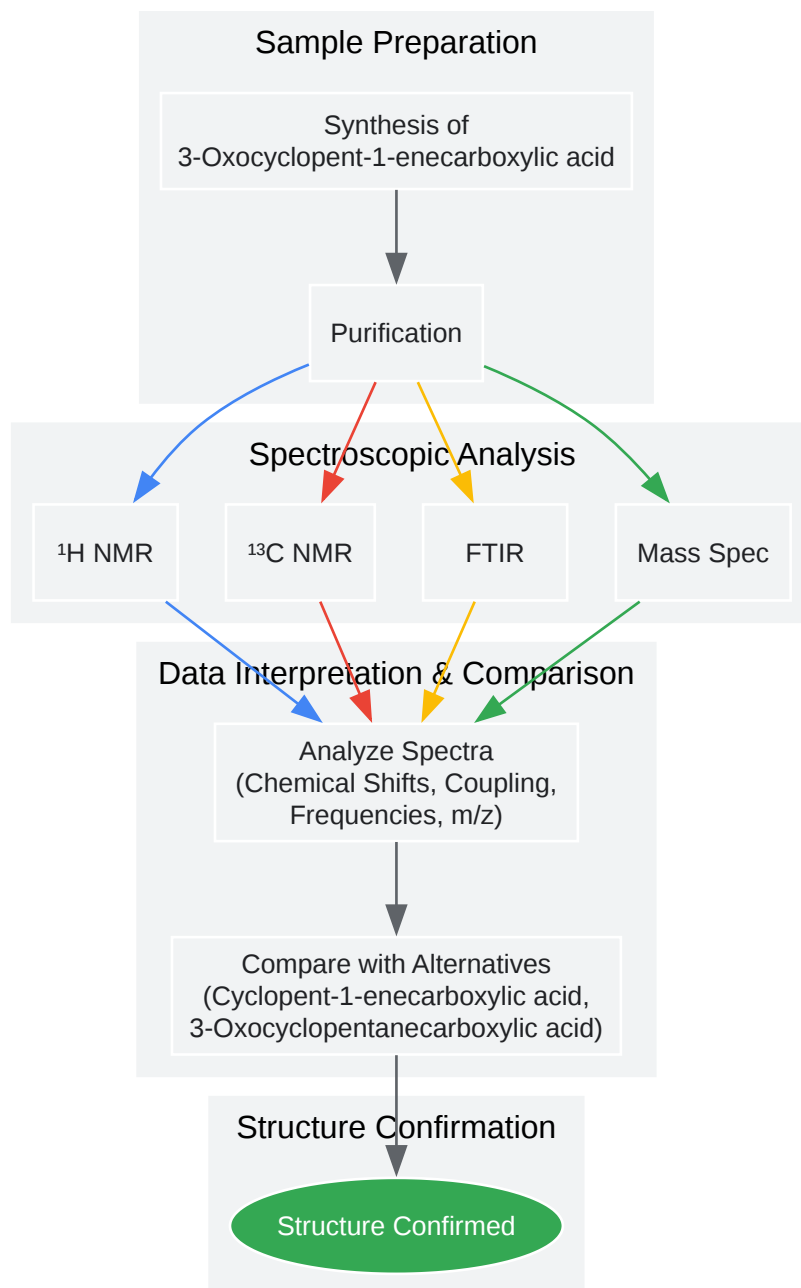 Sample Preparation
Synthesis of
3-Oxocyclopent-1-enecarboxylic acid
Purification
Spectroscopic Analysis
¹H NMR
¹³C NMR
FTIR
Mass Spec
Data Interpretation & Comparison
Analyze Spectra
(Chemical Shifts, Coupling,
Frequencies, m/z)
Compare with Alternatives
(Cyclopent-1-enecarboxylic acid,
3-Oxocyclopentanecarboxylic acid)
Structure Confirmation
Structure Confirmed